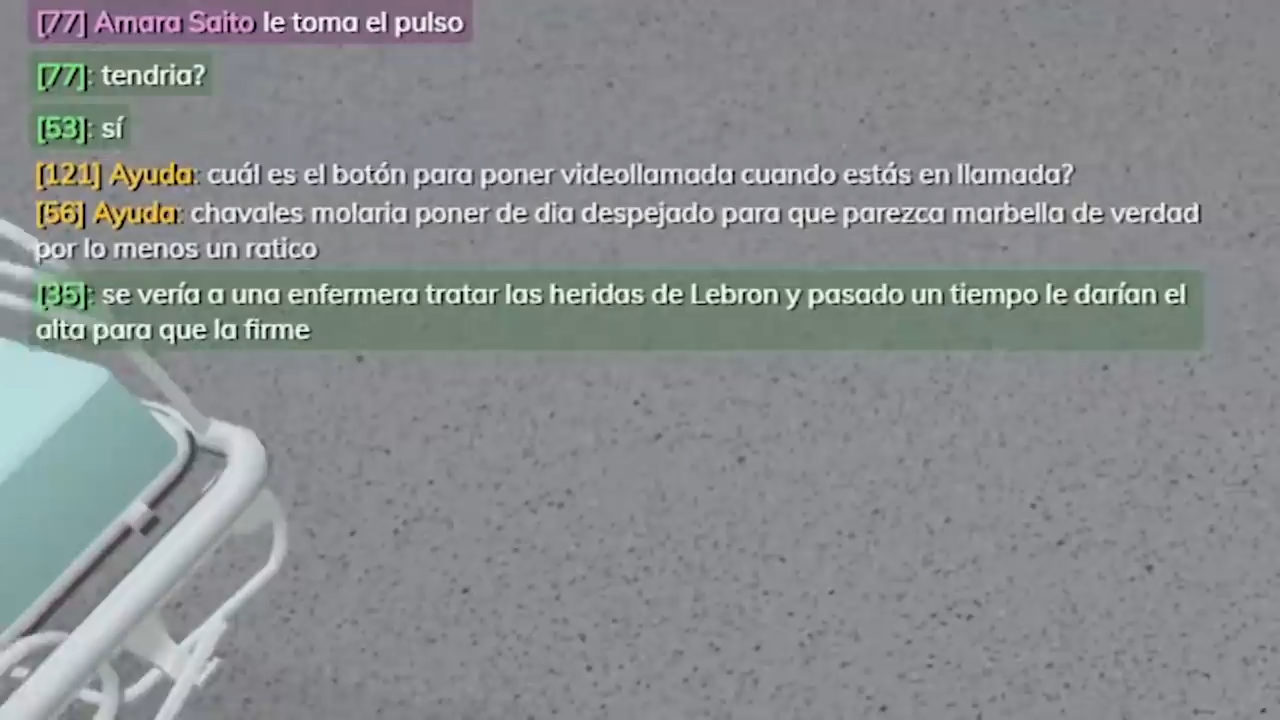 [77] Amara Saito le toma el pulso
[77]: tendria?
[53]: sí
[121] Ayuda: cuál es el botón para poner videollamada cuando estás en llamada?
[56] Ayuda: chavales molaria poner de dia despejado para que parezca marbella de verdad
por lo menos un ratico
[35]: se vería a una enfermera tratar las heridas de Lebron y pasado un tiempo le darían el
alta para que la firme